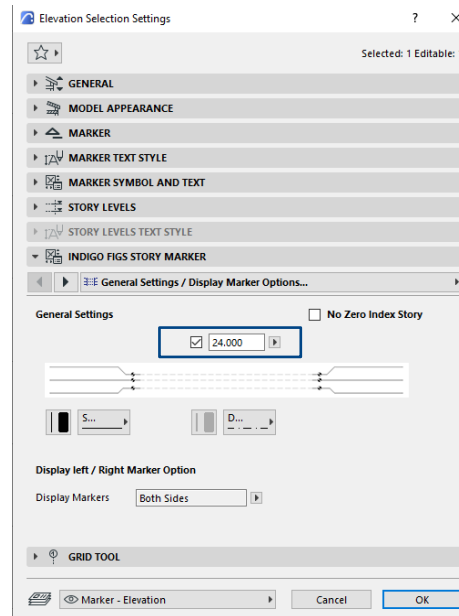 Elevation Selection Settings
Selected: 1 Editable:
GENERAL
MODEL APPEARANCE
MARKER
MARKER TEXT STYLE
MARKER SYMBOL AND TEXT
STORY LEVELS
STORY LEVELS TEXT STYLE
INDIGO FIGS STORY MARKER
General Settings / Display Marker Options...
General Settings
No Zero Index Story
24.000
S...
D...
Display left / Right Marker Option
Display Markers
Both Sides
GRID TOOL
Marker - Elevation
Cancel
OK